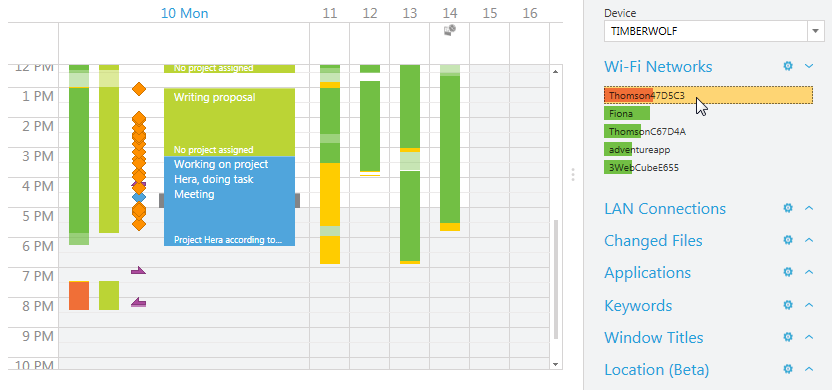 10 Mon 11 12 13 14 15 16
12 PM
1 PM
2 PM
3 PM
4 PM
5 PM
6 PM
7 PM
8 PM
9 PM
10 PM
No project assigned
Writing proposal
No project assigned
Working on project
Hera, doing task
Meeting
Project Hera according to...
Device
TIMBERWOLF
Wi-Fi Networks
Thomson47D5C3
Fiona
ThomsonC67D4A
adventureapp
3WebCubeE655
LAN Connections
Changed Files
Applications
Keywords
Window Titles
Location (Beta)